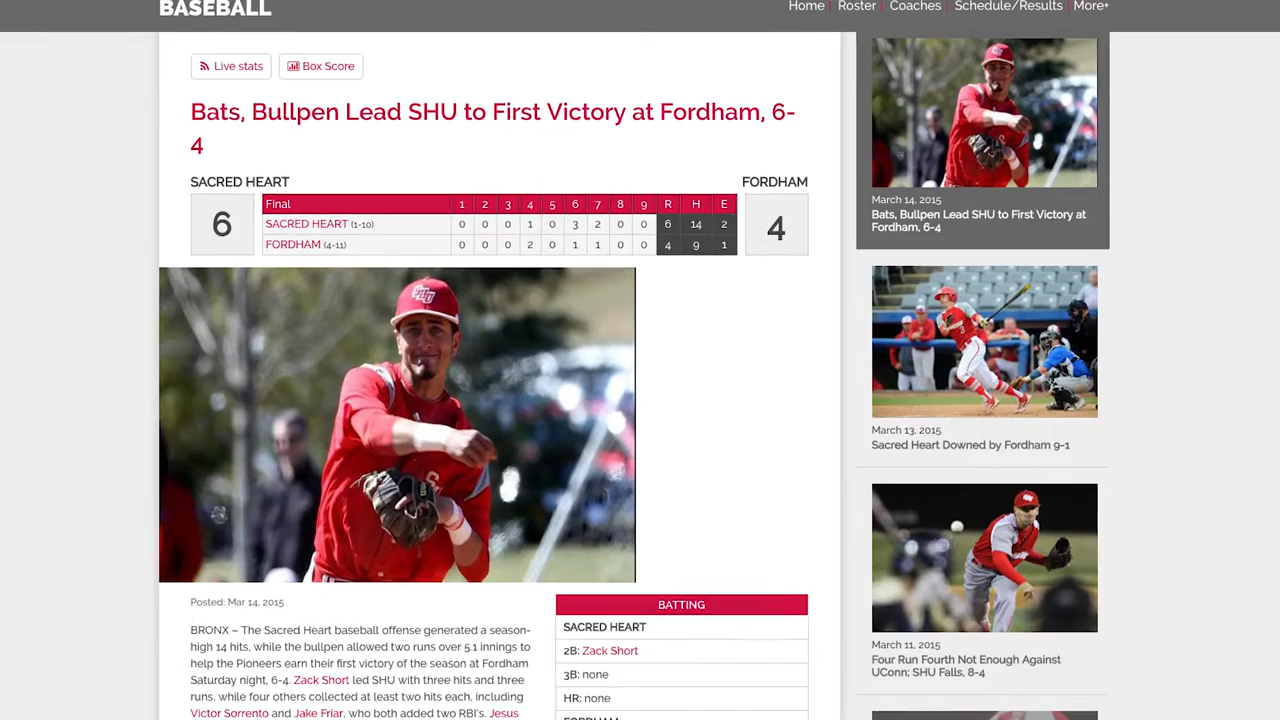 BASEBALL
Home Roster Coaches Schedule/Results More+
Live stats Box Score
Bats, Bullpen Lead SHU to First Victory at Fordham, 6-
4
SACRED HEART FORDHAM
6
Final 1 2 3 4 5 6 7 8 9 R H E
SACRED HEART (1-10) 0 0 0 1 0 3 2 0 0 6 14 2
FORDHAM (4-11) 0 0 0 2 0 1 1 0 0 4 9 1
4
SHU
Posted: Mar 14, 2015
BRONX – The Sacred Heart baseball offense generated a season-
high 14 hits, while the bullpen allowed two runs over 5.1 innings to
help the Pioneers earn their first victory of the season at Fordham
Saturday night, 6-4. Zack Short led SHU with three hits and three
runs, while four others collected at least two hits each, including
Victor Sorrento and Jake Friar, who both added two RBI's. Jesus
BATTING
SACRED HEART
2B: Zack Short
3B: none
HR: none
FORDHAM
March 14, 2015
Bats, Bullpen Lead SHU to First Victory at
Fordham, 6-4
March 13, 2015
Sacred Heart Downed by Fordham 9-1
March 11, 2015
Four Run Fourth Not Enough Against
UConn; SHU Falls, 8-4